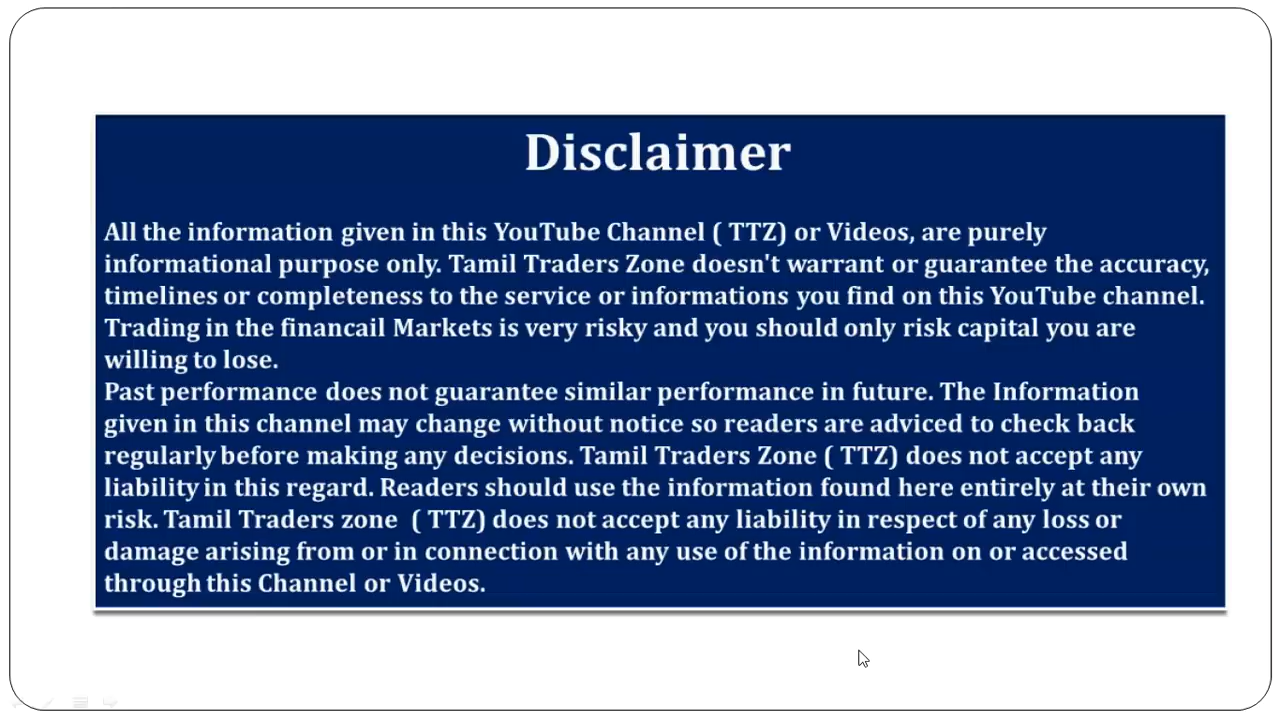 Disclaimer
All the information given in this YouTube Channel ( TTZ) or Videos, are purely
informational purpose only. Tamil Traders Zone doesn't warrant or guarantee the accuracy,
timelines or completeness to the service or informations you find on this YouTube channel.
Trading in the financail Markets is very risky and you should only risk capital you are
willing to lose.
Past performance does not guarantee similar performance in future. The Information
given in this channel may change without notice so readers are adviced to check back
regularly before making any decisions. Tamil Traders Zone ( TTZ) does not accept any
liability in this regard. Readers should use the information found here entirely at their own
risk. Tamil Traders zone  ( TTZ) does not accept any liability in respect of any loss or
damage arising from or in connection with any use of the information on or accessed
through this Channel or Videos.